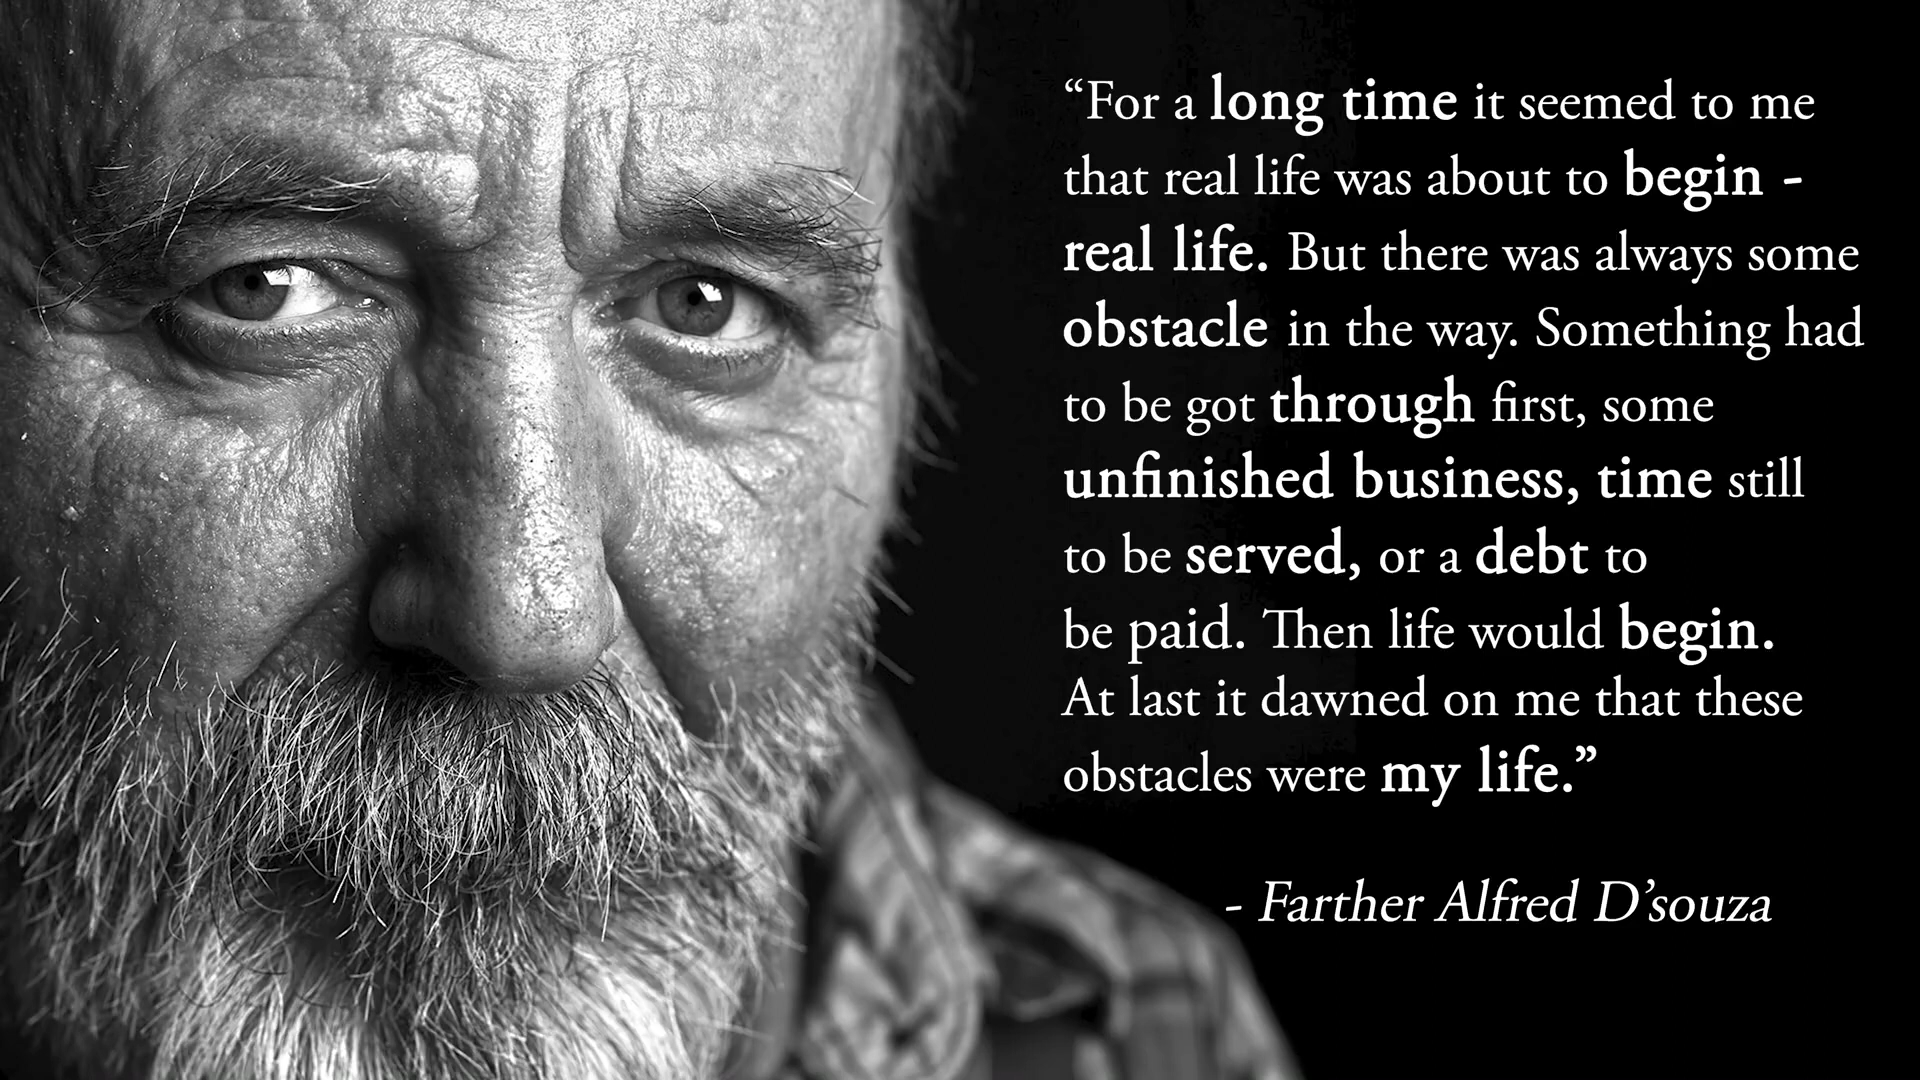 “For a long time it seemed to me
that real life was about to begin -
real life. But there was always some
obstacle in the way. Something had
to be got through first, some
unfinished business, time still
to be served, or a debt to
be paid. Then life would begin.
At last it dawned on me that these
obstacles were my life.”
- Farther Alfred D’souza